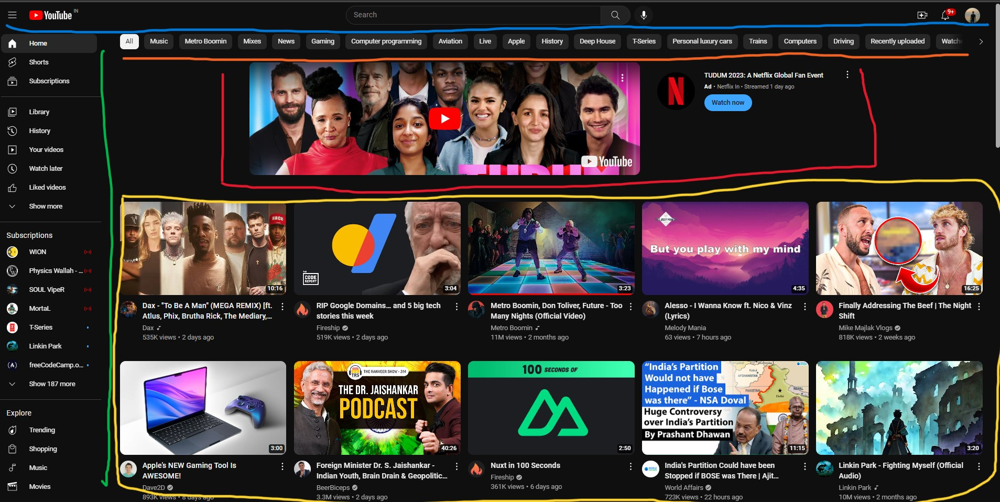 YouTube IN
Search
9+
Home
Shorts
Subscriptions
Library
History
Your videos
Watch later
Liked videos
Show more
Subscriptions
WION
Physics Wallah - ...
SOUL VipeR
MortaL
T-Series
Linkin Park
freeCodeCamp.o...
Show 187 more
Explore
Trending
Shopping
Music
Movies
All Music Metro Boomin Mixes News Gaming Computer programming Aviation Live Apple History Deep House T-Series Personal luxury cars Trains Computers Driving Recently uploaded
YouTube
TUDUM
N
TUDUM 2023: A Netflix Global Fan Event
Ad • Netflix In • Streamed 1 day ago
Watch now
HRCU
10:16
Dax - "To Be A Man" (MEGA REMIX) [ft.
Atlus, Phix, Brutha Rick, The Mediary,...
Dax
535K views • 2 days ago
THE
CODE
REPORT
3:04
RIP Google Domains... and 5 big tech
stories this week
Fireship
519K views • 2 days ago
3:23
Metro Boomin, Don Toliver, Future - Too
Many Nights (Official Video)
Metro Boomin
11M views • 2 months ago
But you play with my mind
4:35
Alesso - I Wanna Know ft. Nico & Vinz
(Lyrics)
Melody Mania
63 views • 7 hours ago
16:25
Finally Addressing The Beef | The Night
Shift
Mike Majlak Vlogs
818K views • 2 weeks ago
3:00
Apple's NEW Gaming Tool Is
AWESOME!
Dave2D
893K views • 8 days ago
TRS
THE RANVEER SHOW - 314
THE DR. JAISHANKAR
PODCAST
40:26
Foreign Minister Dr. S. Jaishankar -
Indian Youth, Brain Drain & Geopolitic...
BeerBiceps
3.3M views • 2 days ago
100 SECONDS OF
2:50
Nuxt in 100 Seconds
Fireship
361K views • 6 days ago
"India's Partition
Would not have
Happened if Bose
was there" - NSA Doval
Huge Controversy
over India's Partition
By Prashant Dhawan
Kabul
AFGHANISTAN
PAKISTAN
Delhi
NEPAL
11:15
India's Partition Could have been
Stopped if BOSE was There | Ajit...
World Affairs
723K views • 22 hours ago
3:20
Linkin Park - Fighting Myself (Official
Audio)
Linkin Park
10M views • 2 months ago